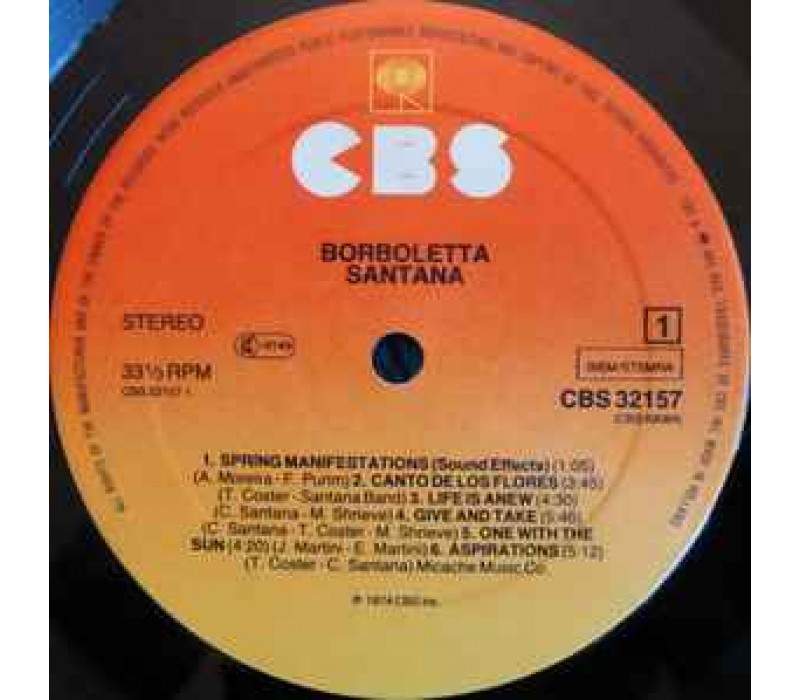 CBS
BORBOLETTA
SANTANA
STEREO
1
33⅓ RPM
BIEM/STEMRA
CBS 32157
1. SPRING MANIFESTATIONS (Sound Effects) (1:05)
(A. Moreira - F. Purim) 2. CANTO DE LOS FLORES (3:45)
(T. Coster - Santana Band) 3. LIFE IS ANEW (4:30)
(C. Santana - M. Shrieve) 4. GIVE AND TAKE (5:46)
(C. Santana - T. Coster - M. Shrieve) 5. ONE WITH THE
SUN (4:20) (J. Martini - E. Martini) 6. ASPIRATIONS (5:12)
(T. Coster - C. Santana) Micache Music, Co.
℗ 1974 CBS Inc.